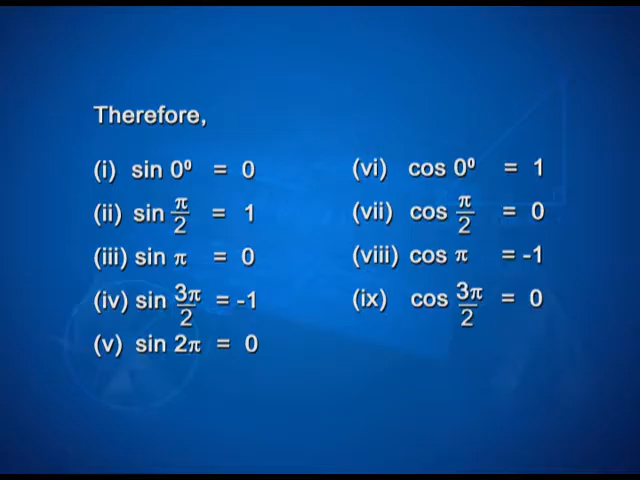 Therefore,
(i) sin 0⁰ = 0
(ii) sin π/2 = 1
(iii) sin π = 0
(iv) sin 3π/2 = -1
(v) sin 2π = 0
(vi) cos 0⁰ = 1
(vii) cos π/2 = 0
(viii) cos π = -1
(ix) cos 3π/2 = 0